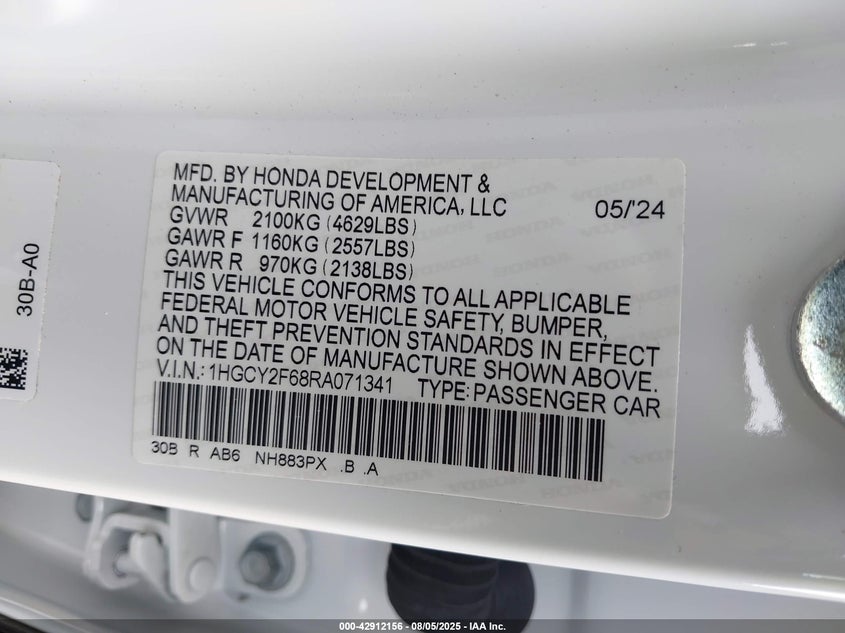 MFD. BY HONDA DEVELOPMENT &
MANUFACTURING OF AMERICA, LLC 05/'24
GVWR 2100KG (4629LBS)
GAWR F 1160KG (2557LBS)
GAWR R 970KG (2138LBS)
THIS VEHICLE CONFORMS TO ALL APPLICABLE
FEDERAL MOTOR VEHICLE SAFETY, BUMPER,
AND THEFT PREVENTION STANDARDS IN EFFECT
ON THE DATE OF MANUFACTURE SHOWN ABOVE.
V.I.N.: 1HGCY2F68RA071341 TYPE: PASSENGER CAR
30B R AB6 NH883PX .B .A
30B-A0
000-42912156 | 08/05/2025 - IAA Inc.